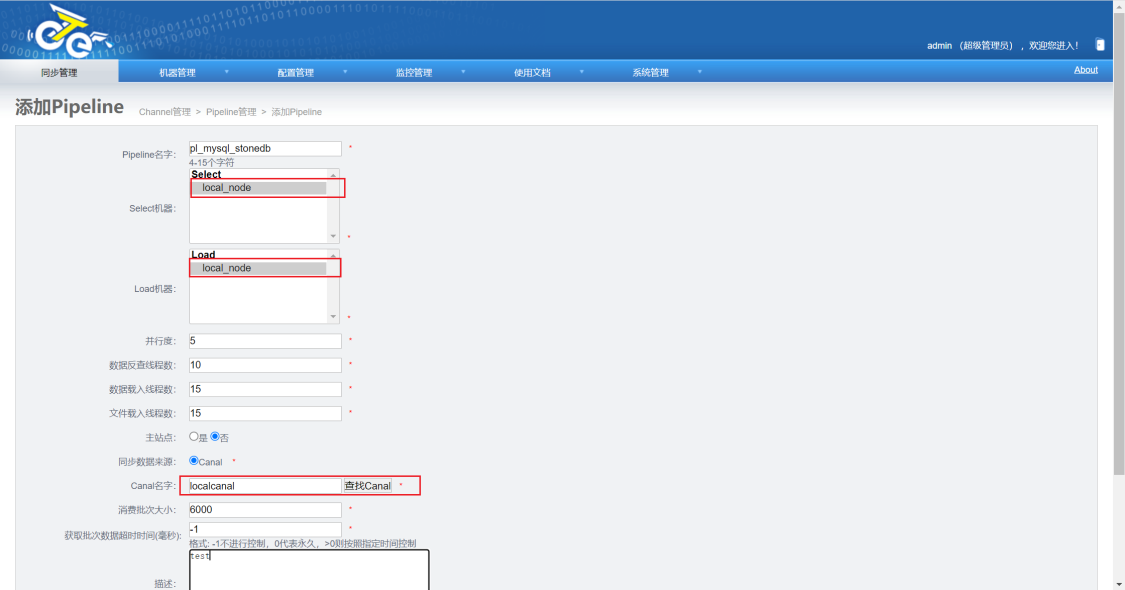 admin （超级管理员），欢迎您进入！
同步管理 机器管理 配置管理 监控管理 使用文档 系统管理 About
添加Pipeline Channel管理 > Pipeline管理 > 添加Pipeline
Pipeline名字: pl_mysql_stonedb *
4-15个字符
Select机器: Select
local_node
*
Load机器: Load
local_node
*
并行度: 5 *
数据反查线程数: 10 *
数据载入线程数: 15 *
文件载入线程数: 15 *
主站点: 是 否
同步数据来源: Canal *
Canal名字: localcanal 查找Canal *
消费批次大小: 6000 *
获取批次数据超时时间(毫秒): -1 *
格式: -1不进行控制，0代表永久，>0则按照指定时间控制
描述: test